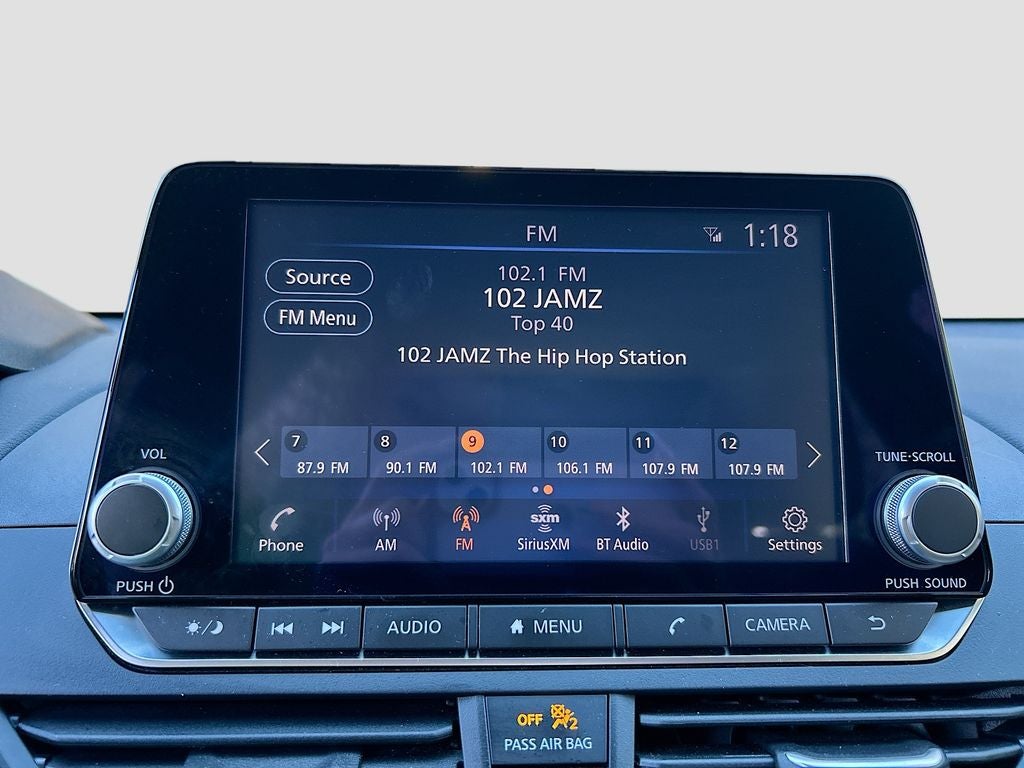 FM 1:18
Source
FM Menu
102.1 FM
102 JAMZ
Top 40
102 JAMZ The Hip Hop Station
7 8 9 10 11 12
87.9 FM 90.1 FM 102.1 FM 106.1 FM 107.9 FM 107.9 FM
VOL
TUNE·SCROLL
sxm
Phone AM FM SiriusXM BT Audio USB1 Settings
PUSH
PUSH SOUND
AUDIO MENU CAMERA
OFF 2
PASS AIR BAG